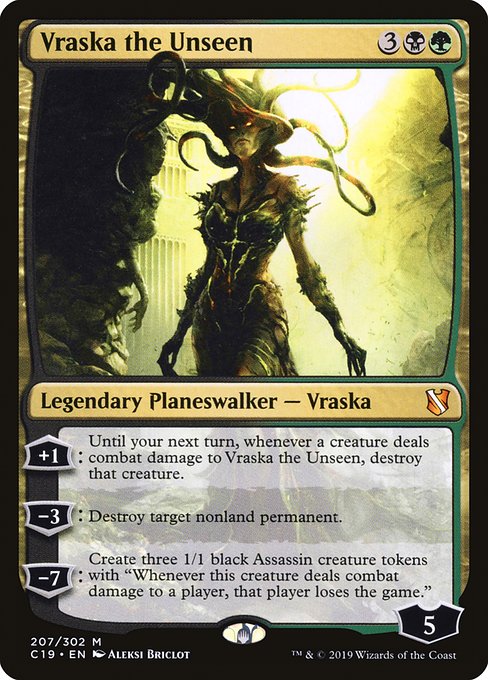 Vraska the Unseen 3
Legendary Planeswalker — Vraska
+1: Until your next turn, whenever a creature deals
combat damage to Vraska the Unseen, destroy
that creature.
−3: Destroy target nonland permanent.
Create three 1/1 black Assassin creature tokens
−7: with “Whenever this creature deals combat
damage to a player, that player loses the game.”
5
207/302 M
C19 • EN Aleksi Briclot
™ & © 2019 Wizards of the Coast